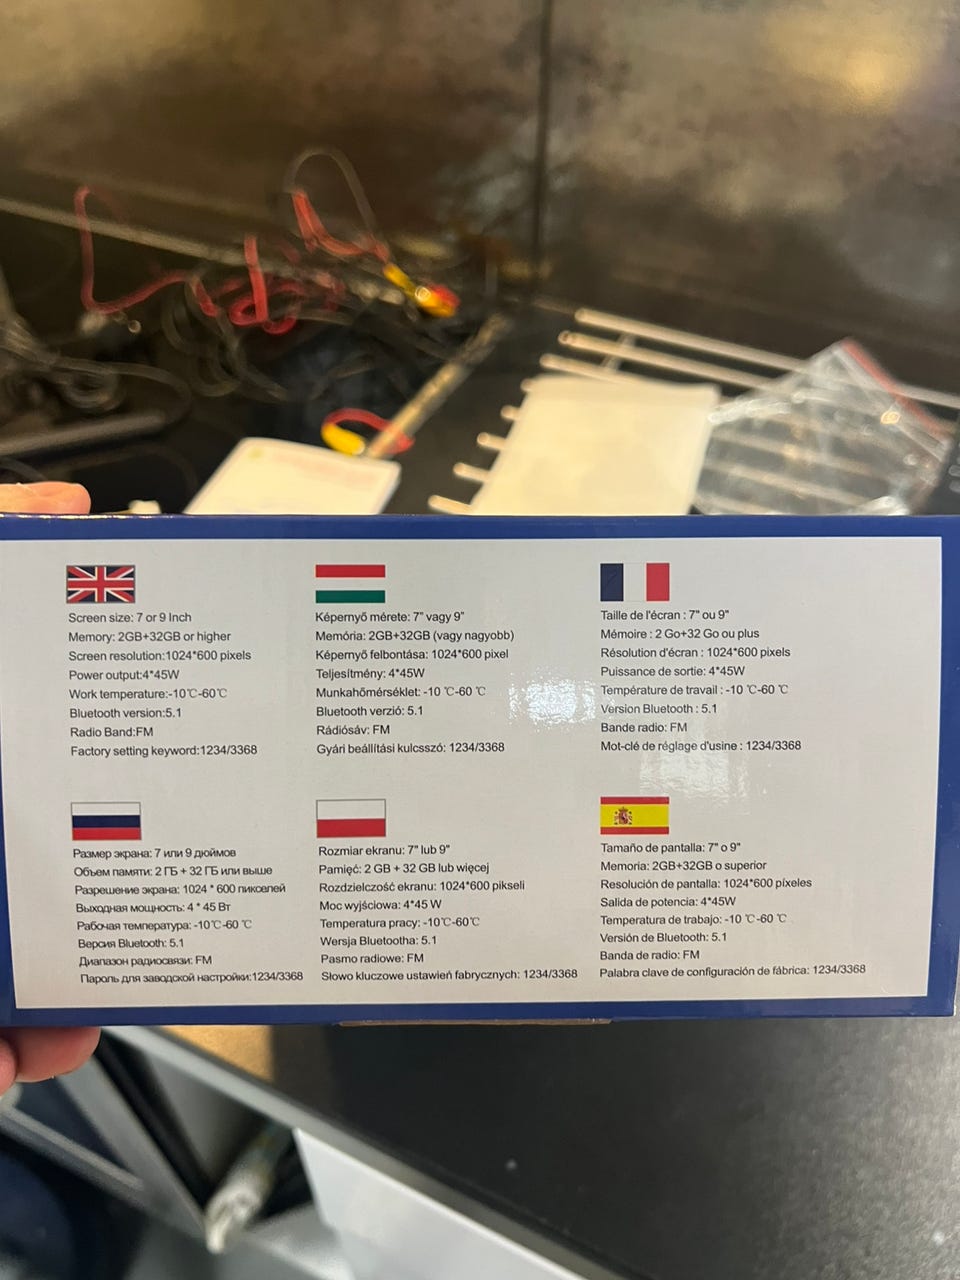 Screen size: 7 or 9 Inch
Memory: 2GB+32GB or higher
Screen resolution:1024*600 pixels
Power output:4*45W
Work temperature:-10℃-60℃
Bluetooth version:5.1
Radio Band:FM
Factory setting keyword:1234/3368
Képernyő mérete: 7" vagy 9"
Memória: 2GB+32GB (vagy nagyobb)
Képernyő felbontása: 1024*600 pixel
Teljesítmény: 4*45W
Munkahőmérséklet: -10 ℃-60 ℃
Bluetooth verzió: 5.1
Rádiósáv: FM
Gyári beállítási kulcsszó: 1234/3368
Taille de l'écran : 7" ou 9"
Mémoire : 2 Go+32 Go ou plus
Résolution d'écran : 1024*600 pixels
Puissance de sortie: 4*45W
Température de travail : -10 ℃-60 ℃
Version Bluetooth : 5.1
Bande radio: FM
Mot-clé de réglage d'usine : 1234/3368
Размер экрана: 7 или 9 дюймов
Объем памяти: 2 ГБ + 32 ГБ или выше
Разрешение экрана: 1024 * 600 пикселей
Выходная мощность: 4 * 45 Вт
Рабочая температура: -10℃-60 ℃
Версия Bluetooth: 5.1
Диапазон радиосвязи: FM
Пароль для заводской настройки:1234/3368
Rozmiar ekranu: 7" lub 9"
Pamięć: 2 GB + 32 GB lub więcej
Rozdzielczość ekranu: 1024*600 pikseli
Moc wyjściowa: 4*45 W
Temperatura pracy: -10℃-60℃
Wersja Bluetootha: 5.1
Pasmo radiowe: FM
Słowo kluczowe ustawień fabrycznych: 1234/3368
Tamaño de pantalla: 7" o 9"
Memoria: 2GB+32GB o superior
Resolución de pantalla: 1024*600 píxeles
Salida de potencia: 4*45W
Temperatura de trabajo: -10 ℃-60 ℃
Versión de Bluetooth: 5.1
Banda de radio: FM
Palabra clave de configuración de fábrica: 1234/3368